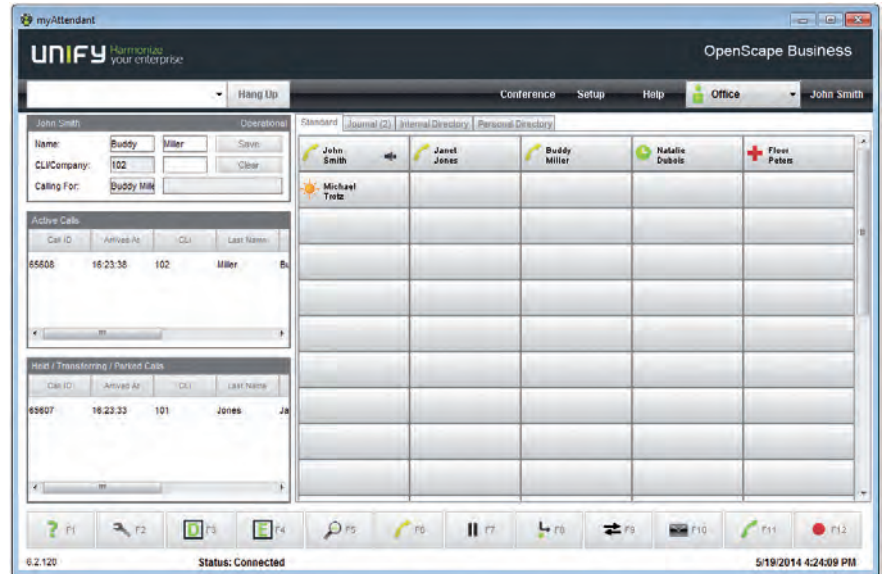 myAttendant
UNIFY Harmonize your enterprise
OpenScape Business
Hang Up
Conference Setup Help Office John Smith
John Smith Operational
Name: Buddy Miller Save
CLI/Company: 102 Clear
Calling For: Buddy Mille
Active Calls
Call ID Arrived At CLI Last Name
65608 16:23:38 102 Miller Bu
Held / Transferring / Parked Calls
Call ID Arrived At CLI Last Name
65607 16:23:33 101 Jones Ja
Standard Journal (2) Internal Directory Personal Directory
John Smith
Janet Jones
Buddy Miller
Natalie Dubois
Floor Peters
Michael Trotz
? F1 F2 D F3 E F4 F5 F6 F7 F8 F9 F10 F11 F12
6.2.120 Status: Connected 5/19/2014 4:24:09 PM